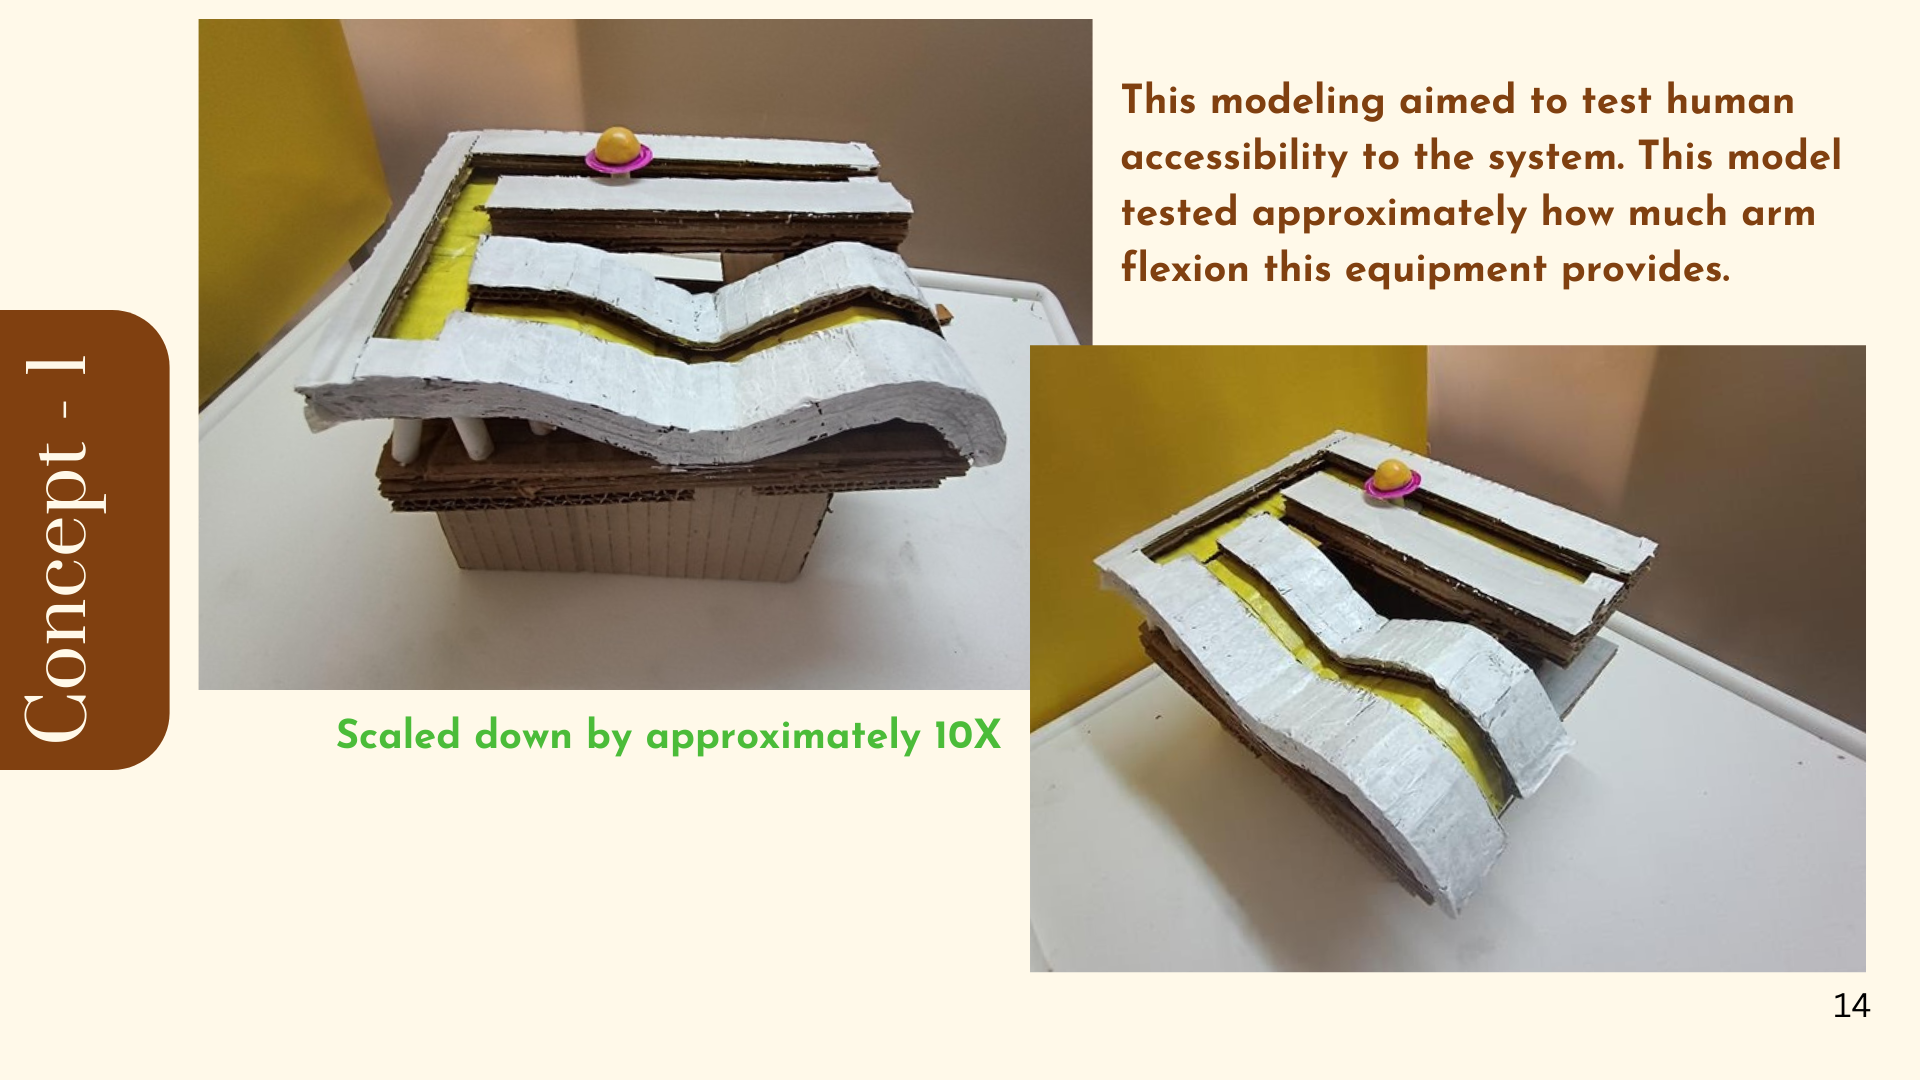 Concept - 1
This modeling aimed to test human
accessibility to the system. This model
tested approximately how much arm
flexion this equipment provides.
Scaled down by approximately 10X
14